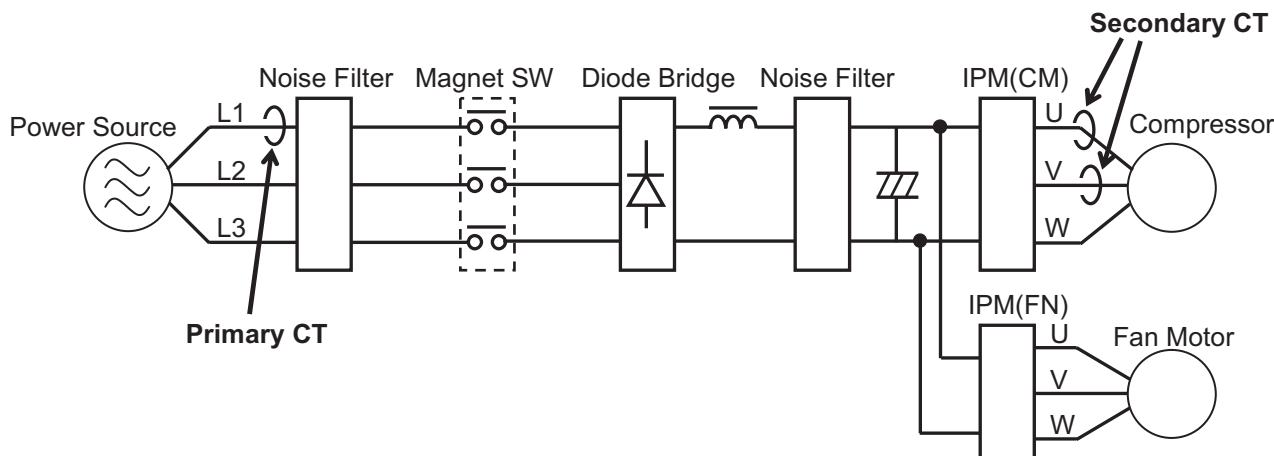 Secondary CT
Noise Filter
Magnet SW
Diode Bridge
Noise Filter
IPM(CM)
Power Source
L1
L2
L3
U
V
W
Compressor
Primary CT
IPM(FN)
U
V
W
Fan Motor